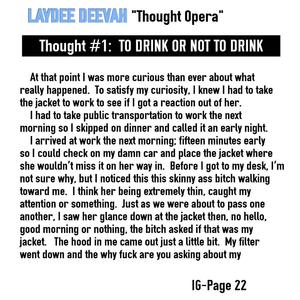 LAYDEE DEEVAH "Thought Opera"
Thought #1: TO DRINK OR NOT TO DRINK
At that point I was more curious than ever about what
really happened. To satisfy my curiosity, I knew I had to take
the jacket to work to see if I got a reaction out of her.
I had to take public transportation to work the next
morning so I skipped on dinner and called it an early night.
I arrived at work the next morning; fifteen minutes early
so I could check on my damn car and place the jacket where
she wouldn't miss it on her way in. Before I got to my desk, I'm
not sure why, but I noticed this this skinny ass bitch walking
toward me. I think her being extremely thin, caught my
attention or something. Just as we were about to pass one
another, I saw her glance down at the jacket then, no hello,
good morning or nothing, the bitch asked if that was my
jacket. The hood in me came out just a little bit. My filter
went down and the why fuck are you asking about my
IG-Page 22